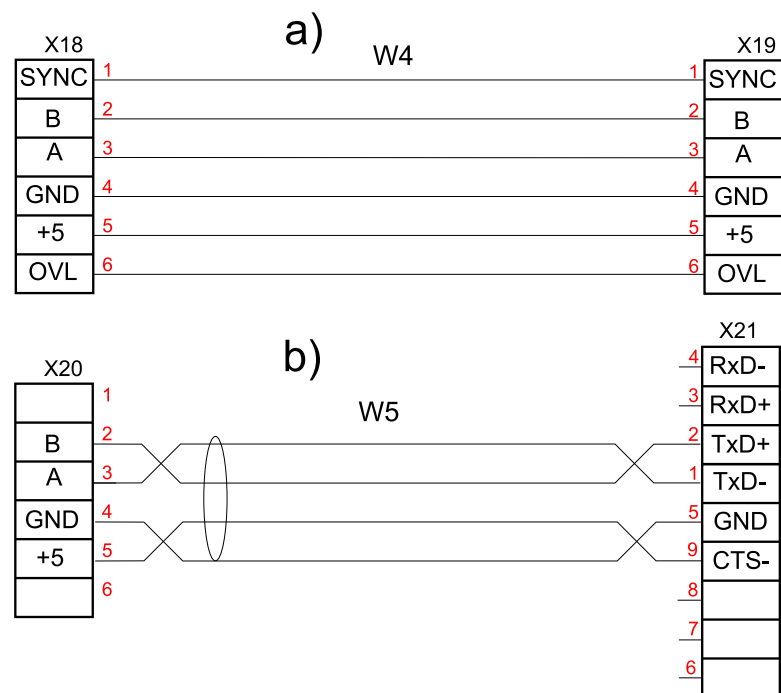 a)
X18 W4 X19
SYNC 1 1 SYNC
B 2 2 B
A 3 3 A
GND 4 4 GND
+5 5 5 +5
OVL 6 6 OVL
b)
X20 W5 X21
4 RxD-
1 3 RxD+
B 2 2 TxD+
A 3 1 TxD-
GND 4 5 GND
+5 5 9 CTS-
6 8
7
6